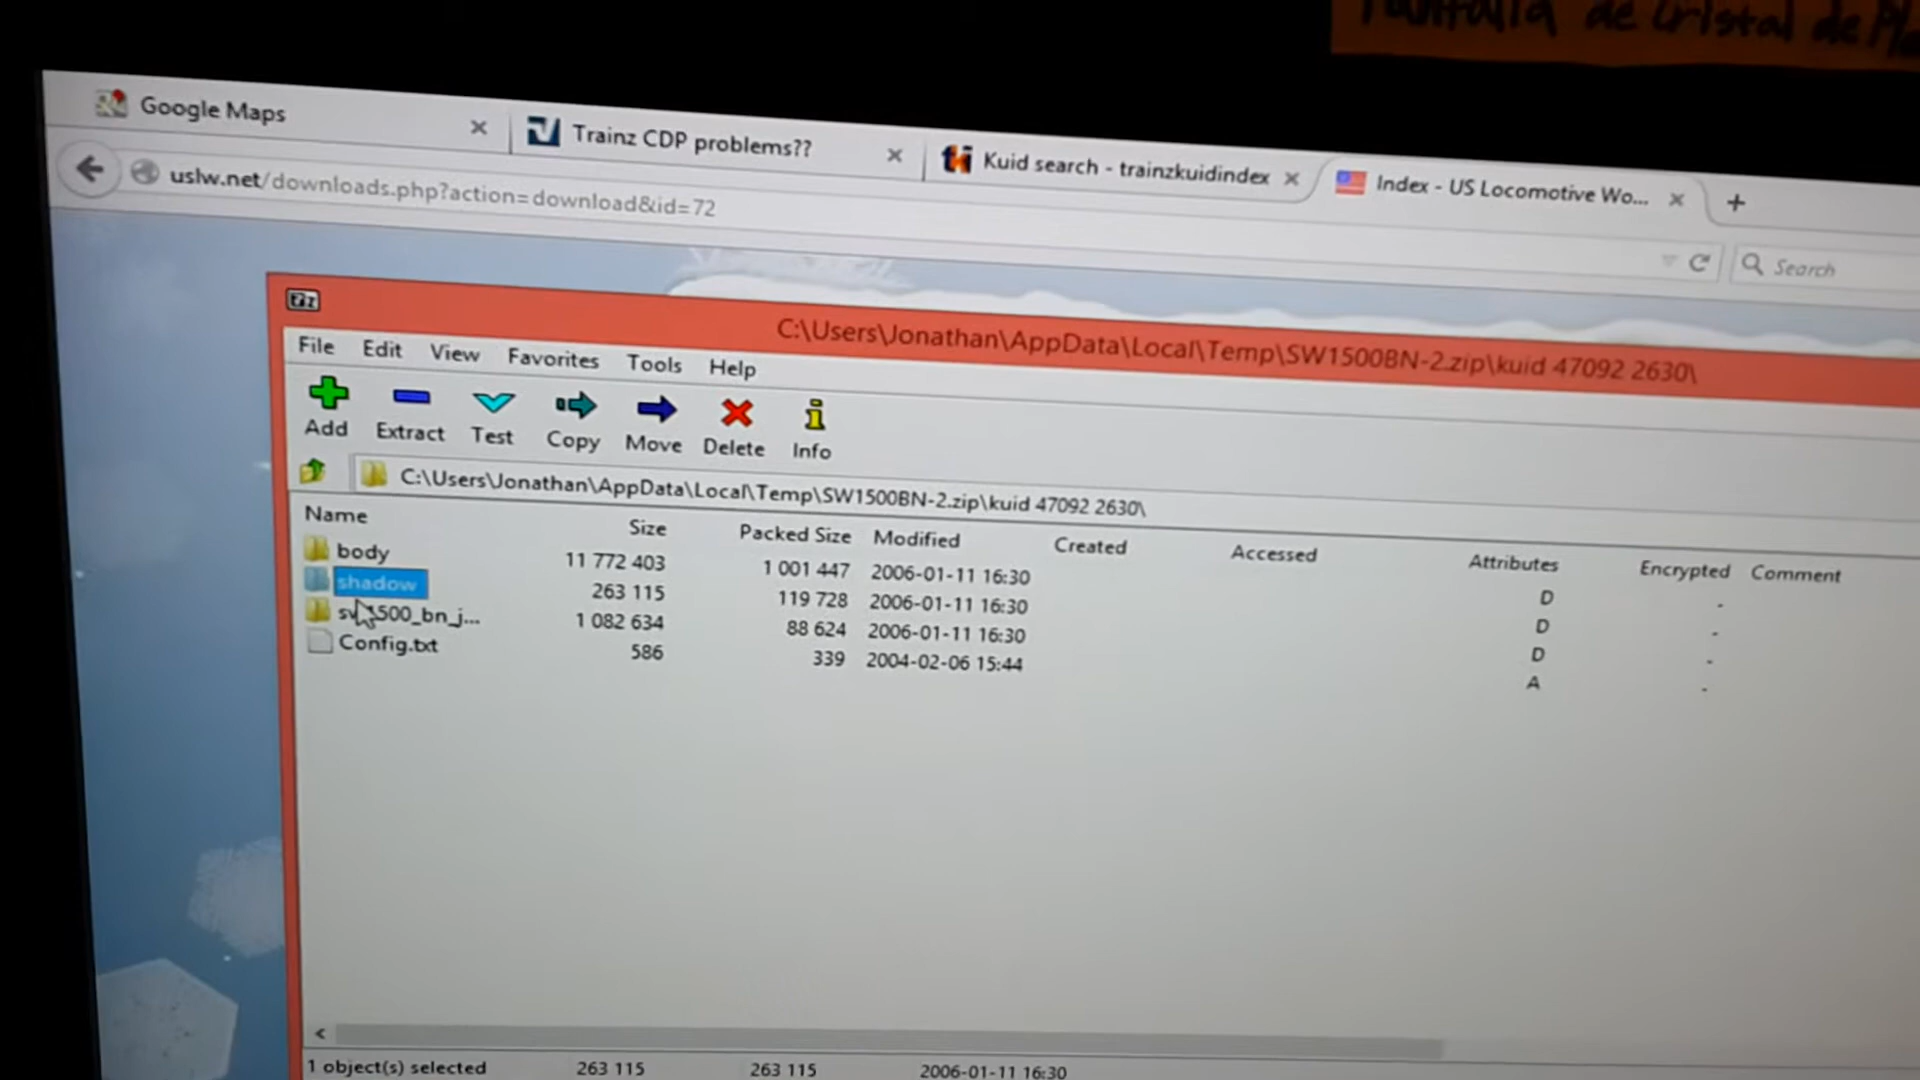 Pantalla de Cristal de
Google Maps
Trainz CDP problems??
Kuid search - trainzkuidindex
Index - US Locomotive Wo...
uslw.net/downloads.php?action=download&id=72
Search
C:\Users\Jonathan\AppData\Local\Temp\SW1500BN-2.zip\kuid 47092 2630\
File Edit View Favorites Tools Help
Add Extract Test Copy Move Delete Info
C:\Users\Jonathan\AppData\Local\Temp\SW1500BN-2.zip\kuid 47092 2630\
Name Size Packed Size Modified Created Accessed Attributes Encrypted Comment
body 11 772 403 1 001 447 2006-01-11 16:30 D -
shadow 263 115 119 728 2006-01-11 16:30 D -
sw1500_bn_j... 1 082 634 88 624 2006-01-11 16:30 D -
Config.txt 586 339 2004-02-06 15:44 A -
1 object(s) selected 263 115 263 115 2006-01-11 16:30